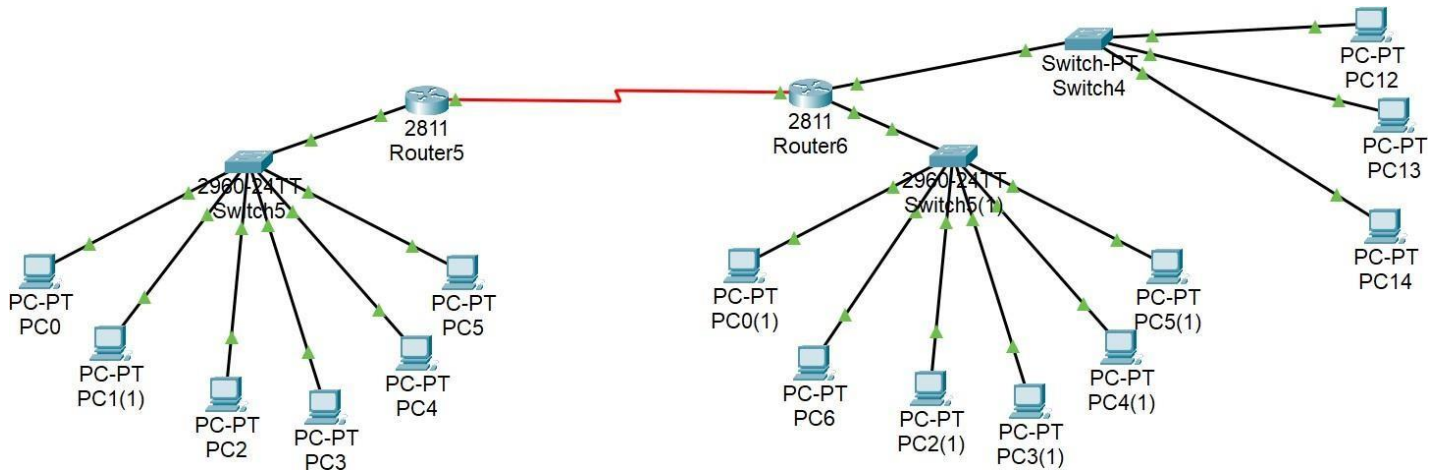 PC-PT
PC12
Switch-PT
Switch4
2811
Router5
2811
Router6
PC-PT
PC13
2960-24TT
Switch5
2960-24TT
Switch5(1)
PC-PT
PC14
PC-PT
PC0
PC-PT
PC5
PC-PT
PC0(1)
PC-PT
PC5(1)
PC-PT
PC1(1)
PC-PT
PC4
PC-PT
PC6
PC-PT
PC4(1)
PC-PT
PC2
PC-PT
PC3
PC-PT
PC2(1)
PC-PT
PC3(1)